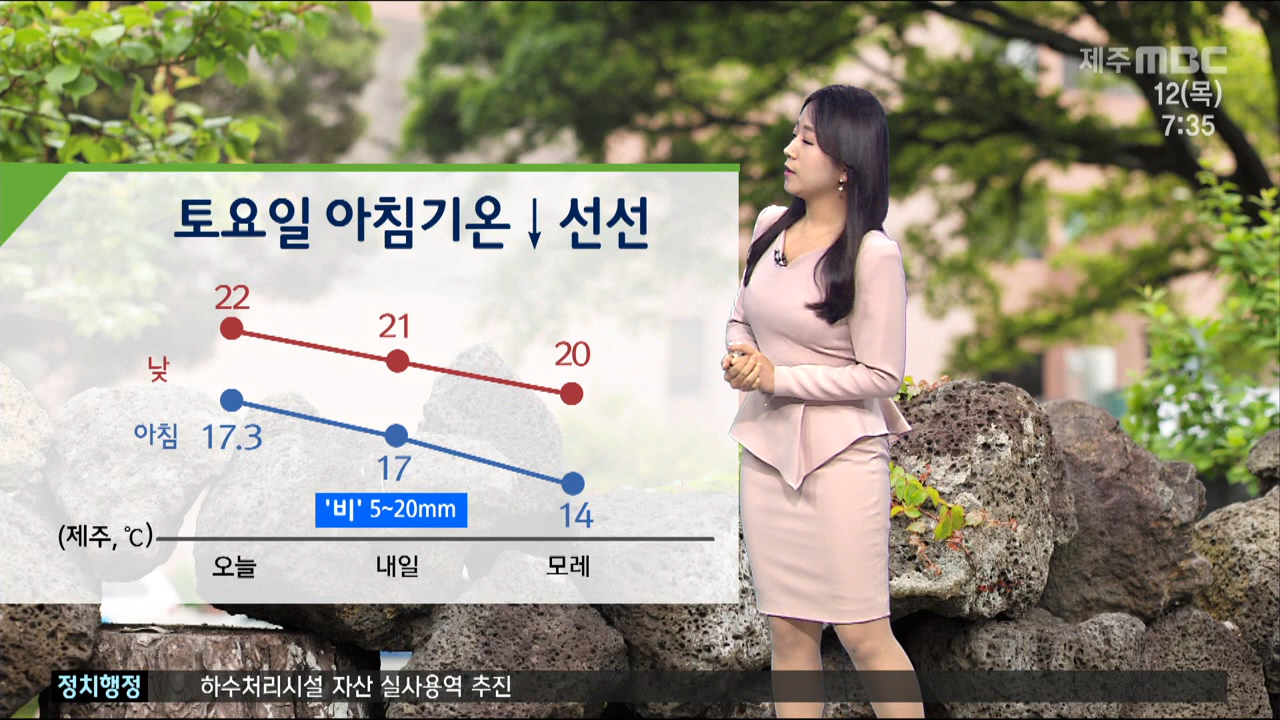 제주MBC
12(목)
7:35
토요일 아침기온↓ 선선
22
21
20
낮
아침
17.3
17
14
'비' 5~20mm
(제주, ℃)
오늘
내일
모레
정치행정
하수처리시설 자산 실사용역 추진